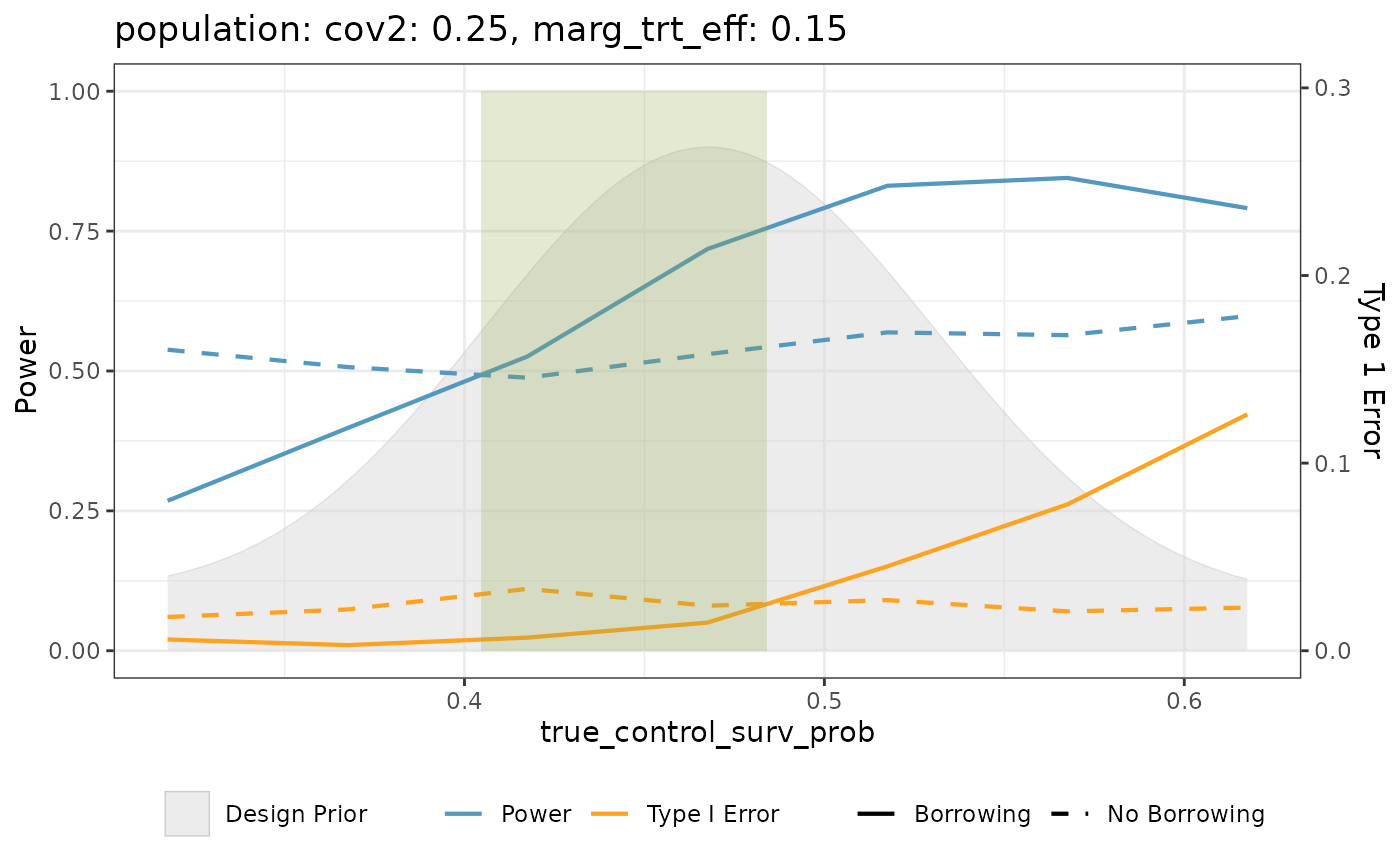 population: cov2: 0.25, marg_trt_eff: 0.15
1.00
0.75
0.50
0.25
0.00
Power
0.3
0.2
0.1
0.0
Type 1 Error
0.4 0.5 0.6
true_control_surv_prob
Design Prior Power Type I Error Borrowing No Borrowing